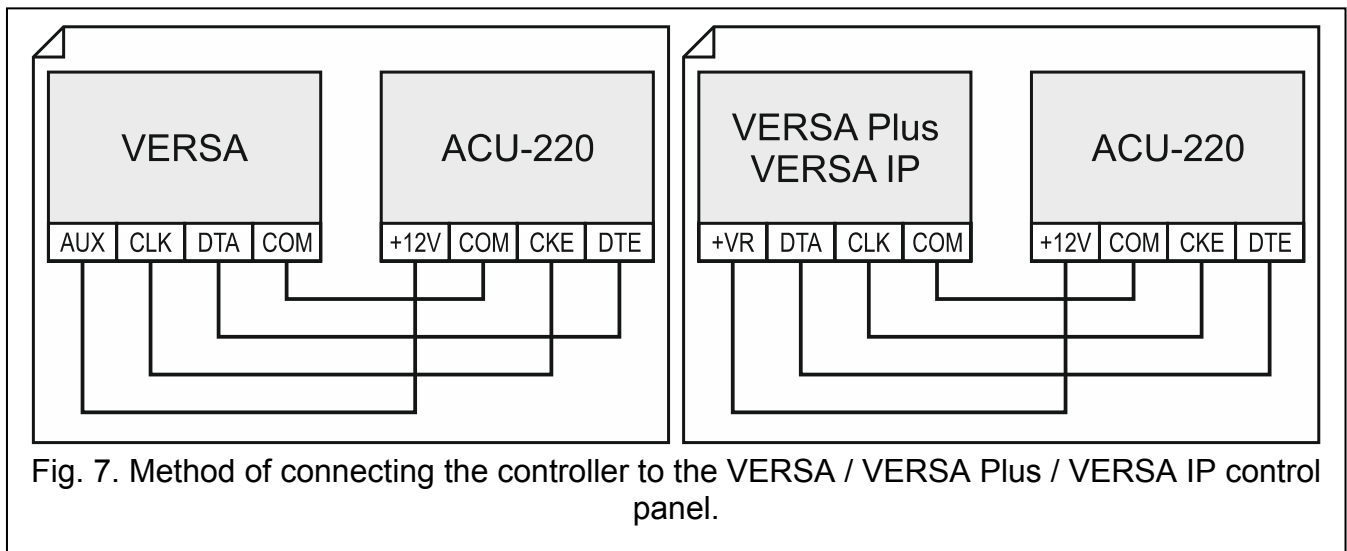 VERSA
ACU-220
AUX CLK DTA COM
+12V COM CKE DTE
VERSA Plus
VERSA IP
ACU-220
+VR DTA CLK COM
+12V COM CKE DTE
Fig. 7. Method of connecting the controller to the VERSA / VERSA Plus / VERSA IP control
panel.